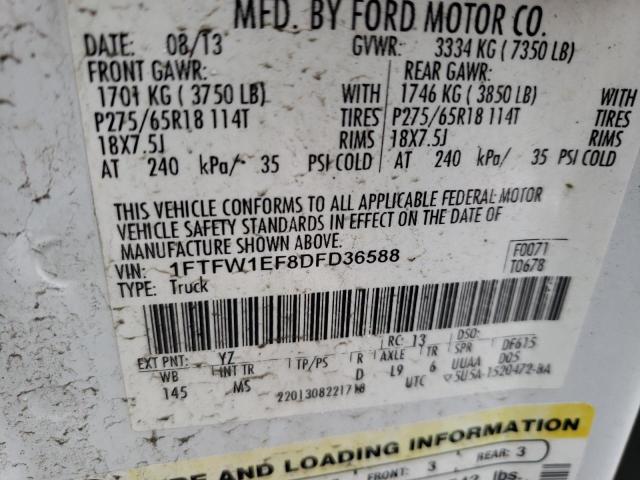 MFD. BY FORD MOTOR CO.
DATE: 08/13 GVWR: 3334 KG ( 7350 LB)
FRONT GAWR: REAR GAWR:
1701 KG ( 3750 LB) WITH 1746 KG ( 3850 LB) WITH
P275/65R18 114T TIRES P275/65R18 114T TIRES
18X7.5J RIMS 18X7.5J RIMS
AT 240 kPa/ 35 PSI COLD AT 240 kPa/ 35 PSI COLD
THIS VEHICLE CONFORMS TO ALL APPLICABLE FEDERAL MOTOR
VEHICLE SAFETY STANDARDS IN EFFECT ON THE DATE OF
MANUFACTURE SHOWN ABOVE.
VIN: 1FTFW1EF8DFD36588 F0071
TYPE: Truck T0678
RC: 13 DSO:
EXT PNT: YZ AXLE TR SPR DF615
WB INT TR TP/PS R L9 6 UUAA D05
145 MS D UTC 5U5A-1520472-BA
AND LOADING INFORMATION
FRONT: 3 REAR: 3
lbs.